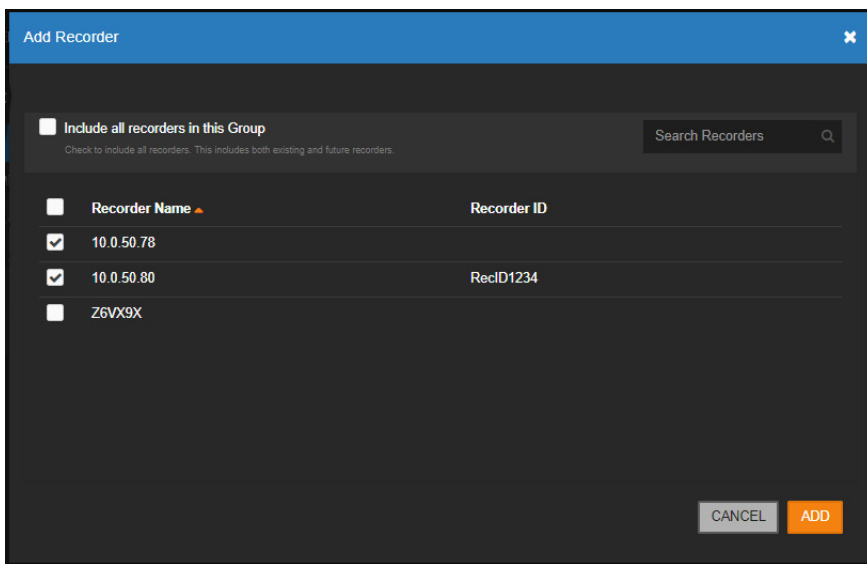 Add Recorder
Include all recorders in this Group
Check to include all recorders. This includes both existing and future recorders.
Search Recorders
Recorder Name Recorder ID
10.0.50.78
10.0.50.80 RecID1234
Z6VX9X
CANCEL ADD